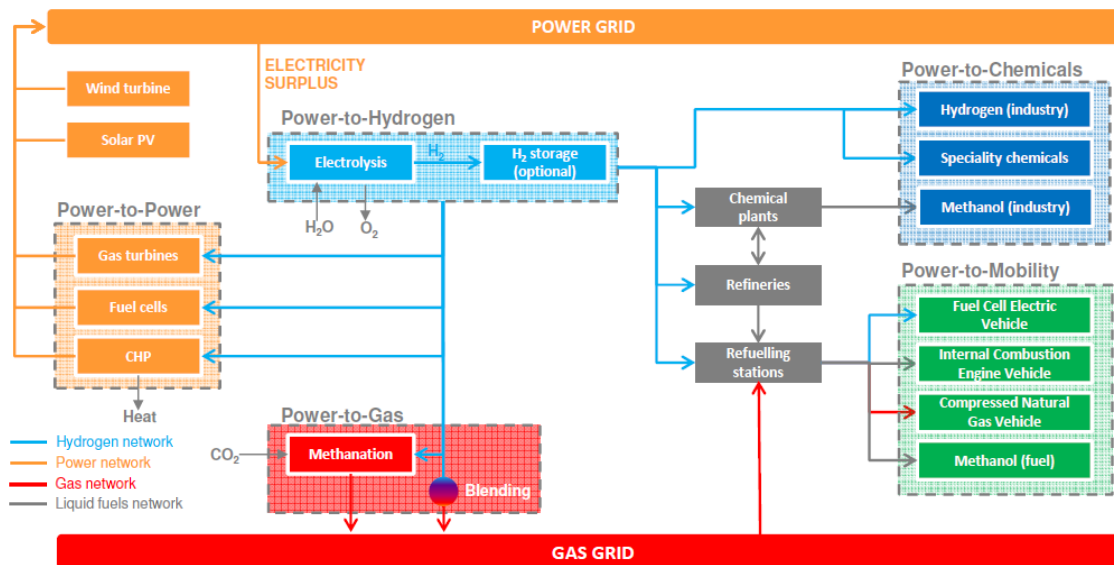 POWER GRID
ELECTRICITY
SURPLUS
Wind turbine
Solar PV
Power-to-Hydrogen
Electrolysis
H2
H2 storage
(optional)
H2O
O2
Power-to-Power
Gas turbines
Fuel cells
CHP
Heat
Power-to-Gas
CO2
Methanation
Blending
Chemical
plants
Refineries
Refuelling
stations
Power-to-Chemicals
Hydrogen (industry)
Speciality chemicals
Methanol (industry)
Power-to-Mobility
Fuel Cell Electric
Vehicle
Internal Combustion
Engine Vehicle
Compressed Natural
Gas Vehicle
Methanol (fuel)
Hydrogen network
Power network
Gas network
Liquid fuels network
GAS GRID